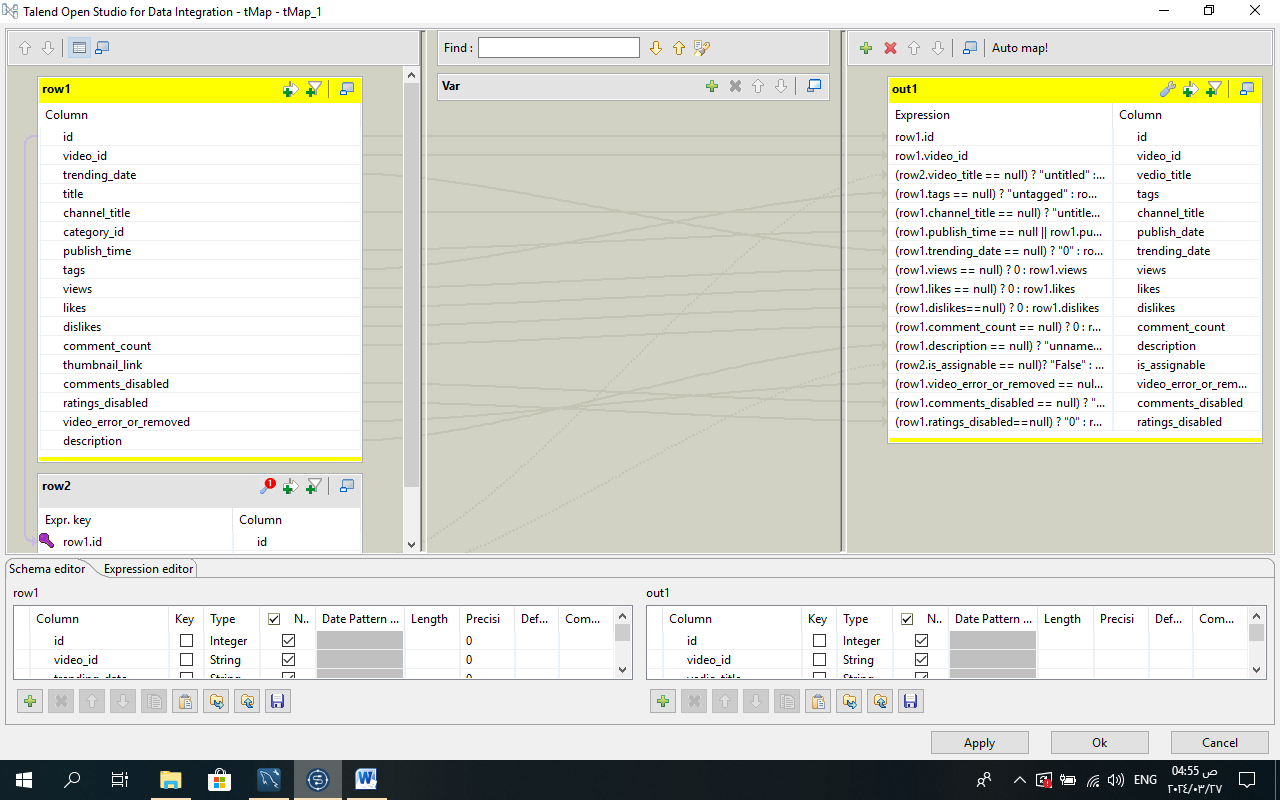 Talend Open Studio for Data Integration - tMap - tMap_1
Find :
Auto map!
row1
Column
id
video_id
trending_date
title
channel_title
category_id
publish_time
tags
views
likes
dislikes
comment_count
thumbnail_link
comments_disabled
ratings_disabled
video_error_or_removed
description
row2
Expr. key Column
row1.id id
Var
out1
Expression Column
row1.id id
row1.video_id video_id
(row2.video_title == null) ? "untitled" :... vedio_title
(row1.tags == null) ? "untagged" : ro... tags
(row1.channel_title == null) ? "untitle... channel_title
(row1.publish_time == null || row1.pu... publish_date
(row1.trending_date == null) ? "0" : ro... trending_date
(row1.views == null) ? 0 : row1.views views
(row1.likes == null) ? 0 : row1.likes likes
(row1.dislikes==null) ? 0 : row1.dislikes dislikes
(row1.comment_count == null) ? 0 : r... comment_count
(row1.description == null) ? "unname... description
(row2.is_assignable == null)? "False" : ... is_assignable
(row1.video_error_or_removed == nul... video_error_or_rem...
(row1.comments_disabled == null) ? "... comments_disabled
(row1.ratings_disabled==null) ? "0" : r... ratings_disabled
Schema editor Expression editor
row1
Column Key Type N.. Date Pattern ... Length Precisi Def... Com...
id Integer 0
video_id String 0
trending_date String 0
out1
Column Key Type N.. Date Pattern ... Length Precisi Def... Com...
id Integer
video_id String
vedio_title String
Apply Ok Cancel
ENG
04:55 ص
٢٠٢٤/٠٣/٢٧